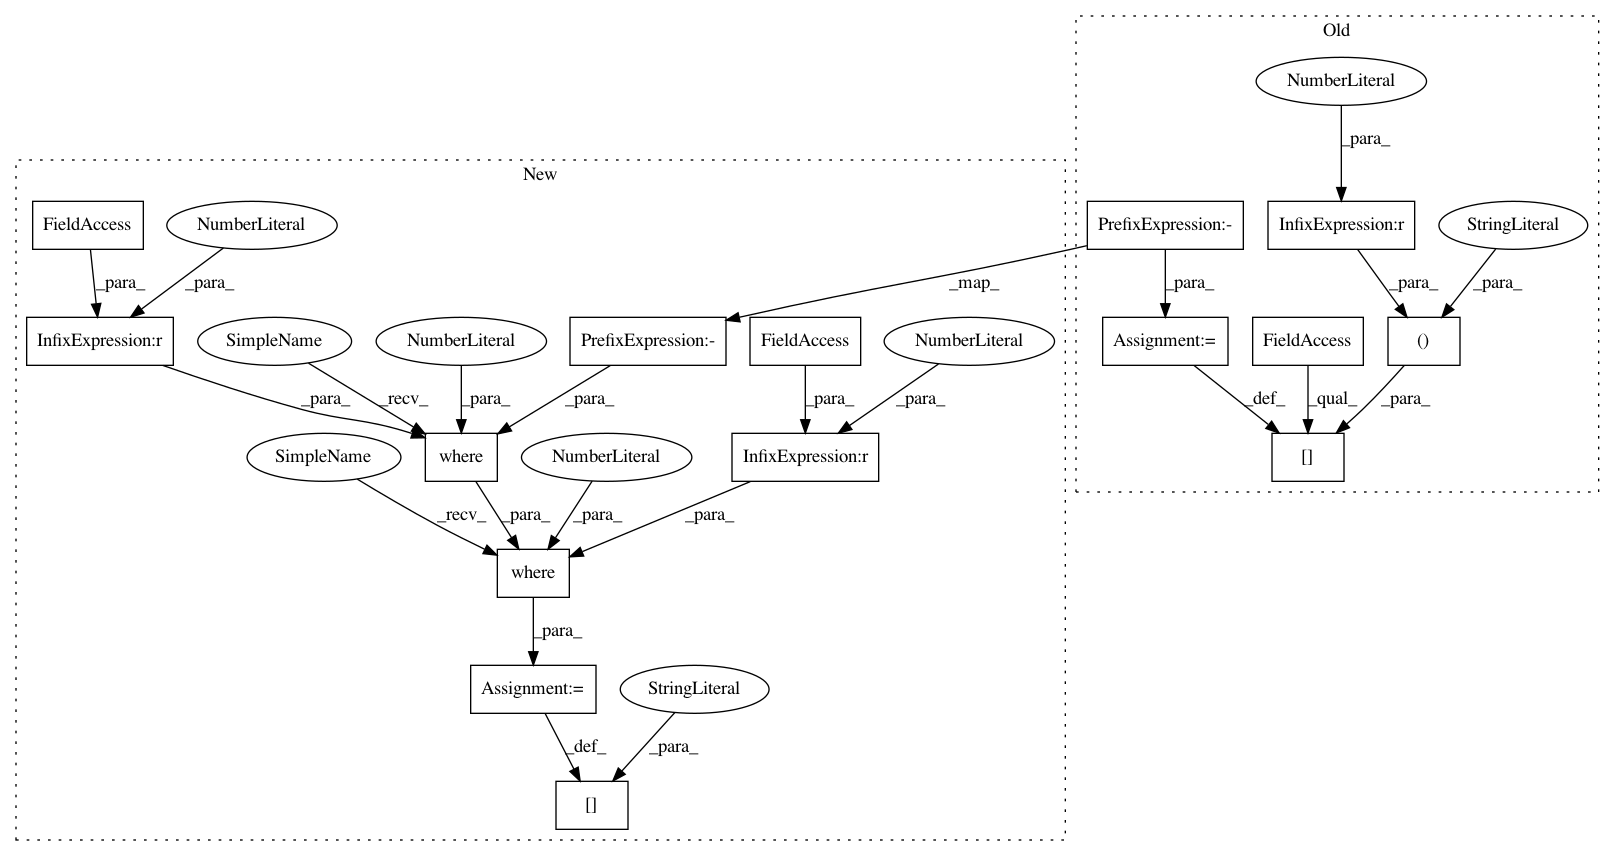 Old
NumberLiteral
_para_
New
FieldAccess
NumberLiteral
PrefixExpression:-
InfixExpression:r
StringLiteral
_para_
_para_
_map_
_para_
_para_
_para_
InfixExpression:r
SimpleName
NumberLiteral
PrefixExpression:-
FieldAccess
NumberLiteral
Assignment:=
FieldAccess
()
_para_
_recv_
_para_
_para_
_para_
_para_
_def_
_qual_
_para_
SimpleName
where
NumberLiteral
InfixExpression:r
[]
_recv_
_para_
_para_
_para_
where
_para_
Assignment:=
StringLiteral
_def_
_para_
[]